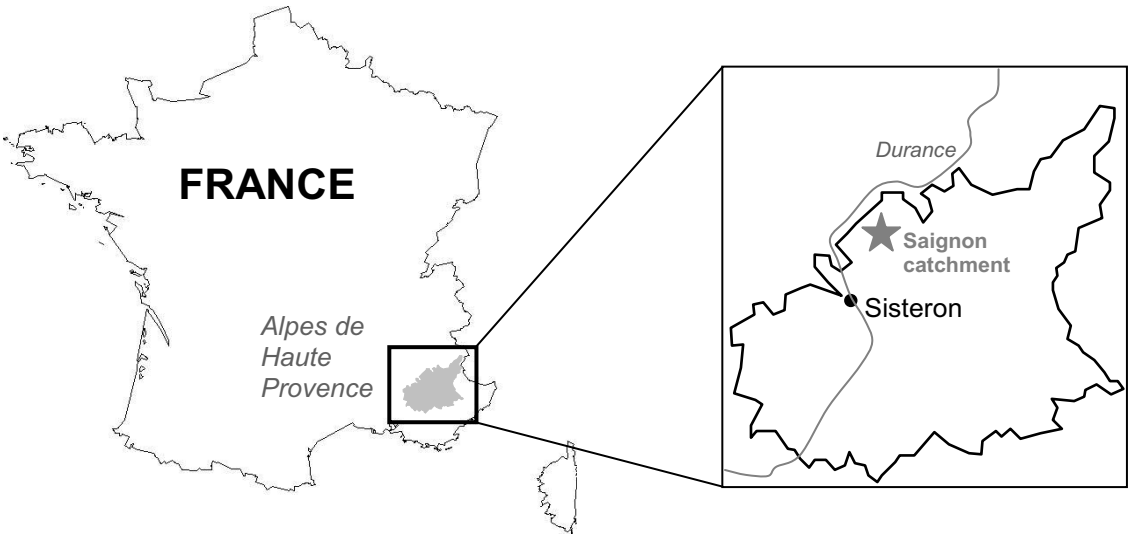 FRANCE
Alpes de
Haute
Provence
Durance
Saignon
catchment
Sisteron